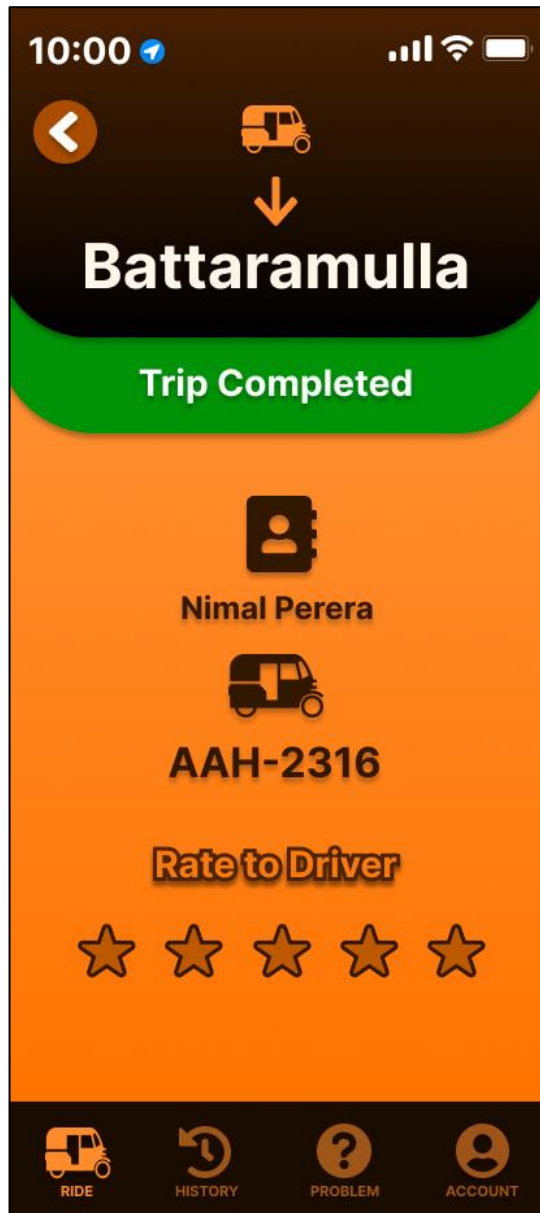 10:00
Battaramulla
Trip Completed
Nimal Perera
AAH-2316
Rate to Driver
RIDE
HISTORY
PROBLEM
ACCOUNT